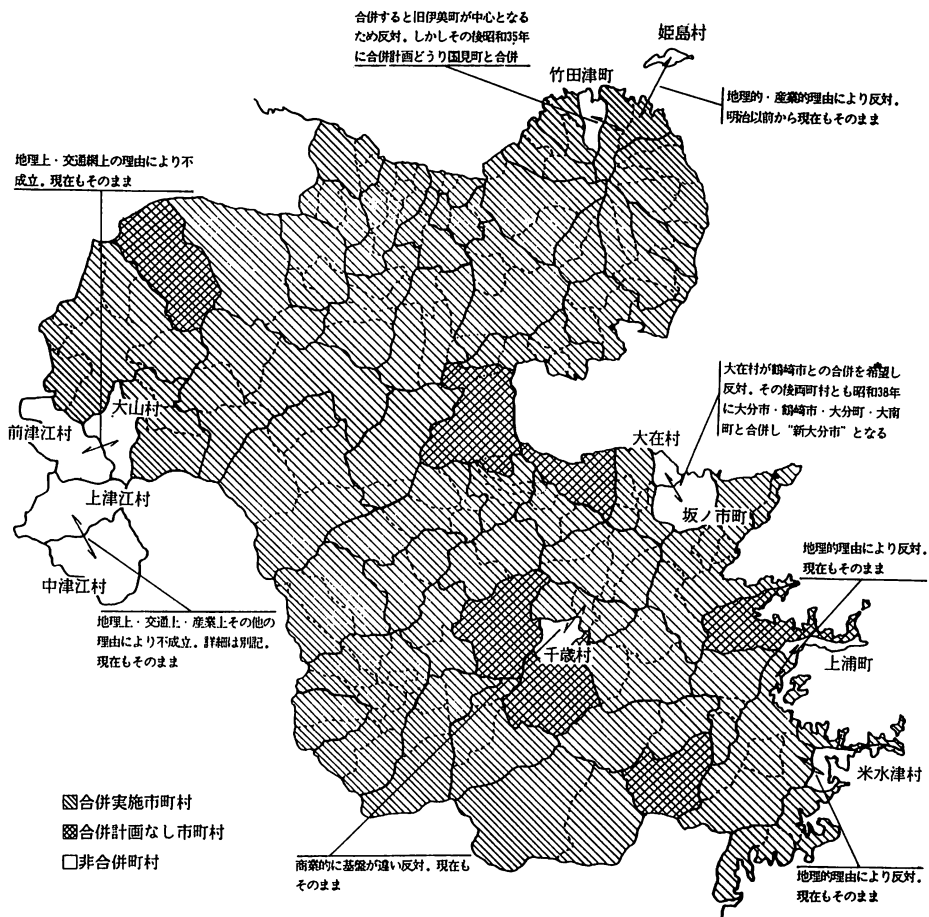 合併すると旧伊美町が中心となる
ため反対．しかしその後昭和35年
に合併計画どうり国見町と合併
姫島村
竹田津町
地理的・産業的理由により反対．
明治以前から現在もそのまま
地理上・交通網上の理由により不
成立．現在もそのまま
大在村が鶴崎市との合併を希望し
反対．その後両町村とも昭和38年
に大分市・鶴崎市・大分町・大南
町と合併し“新大分市”となる
大山村
前津江村
大在村
上津江村
坂ノ市町
中津江村
地理的理由により反対．
現在もそのまま
地理上・交通上・産業上その他の
理由により不成立．詳細は別記．
現在もそのまま
千歳村
上浦町
米水津村
合併実施市町村
合併計画なし市町村
非合併町村
商業的に基盤が違い反対．現在も
そのまま
地理的理由により反対．
現在もそのまま